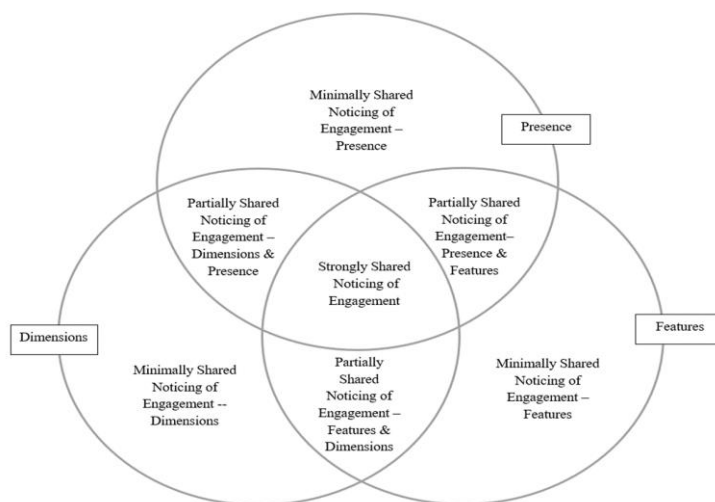 Minimally Shared
Noticing of
Engagement –
Presence
Presence
Partially Shared
Noticing of
Engagement –
Dimensions &
Presence
Partially Shared
Noticing of
Engagement–
Presence &
Features
Strongly Shared
Noticing of
Engagement
Dimensions
Features
Minimally Shared
Noticing of
Engagement --
Dimensions
Partially
Shared
Noticing of
Engagement –
Features &
Dimensions
Minimally Shared
Noticing of
Engagement –
Features